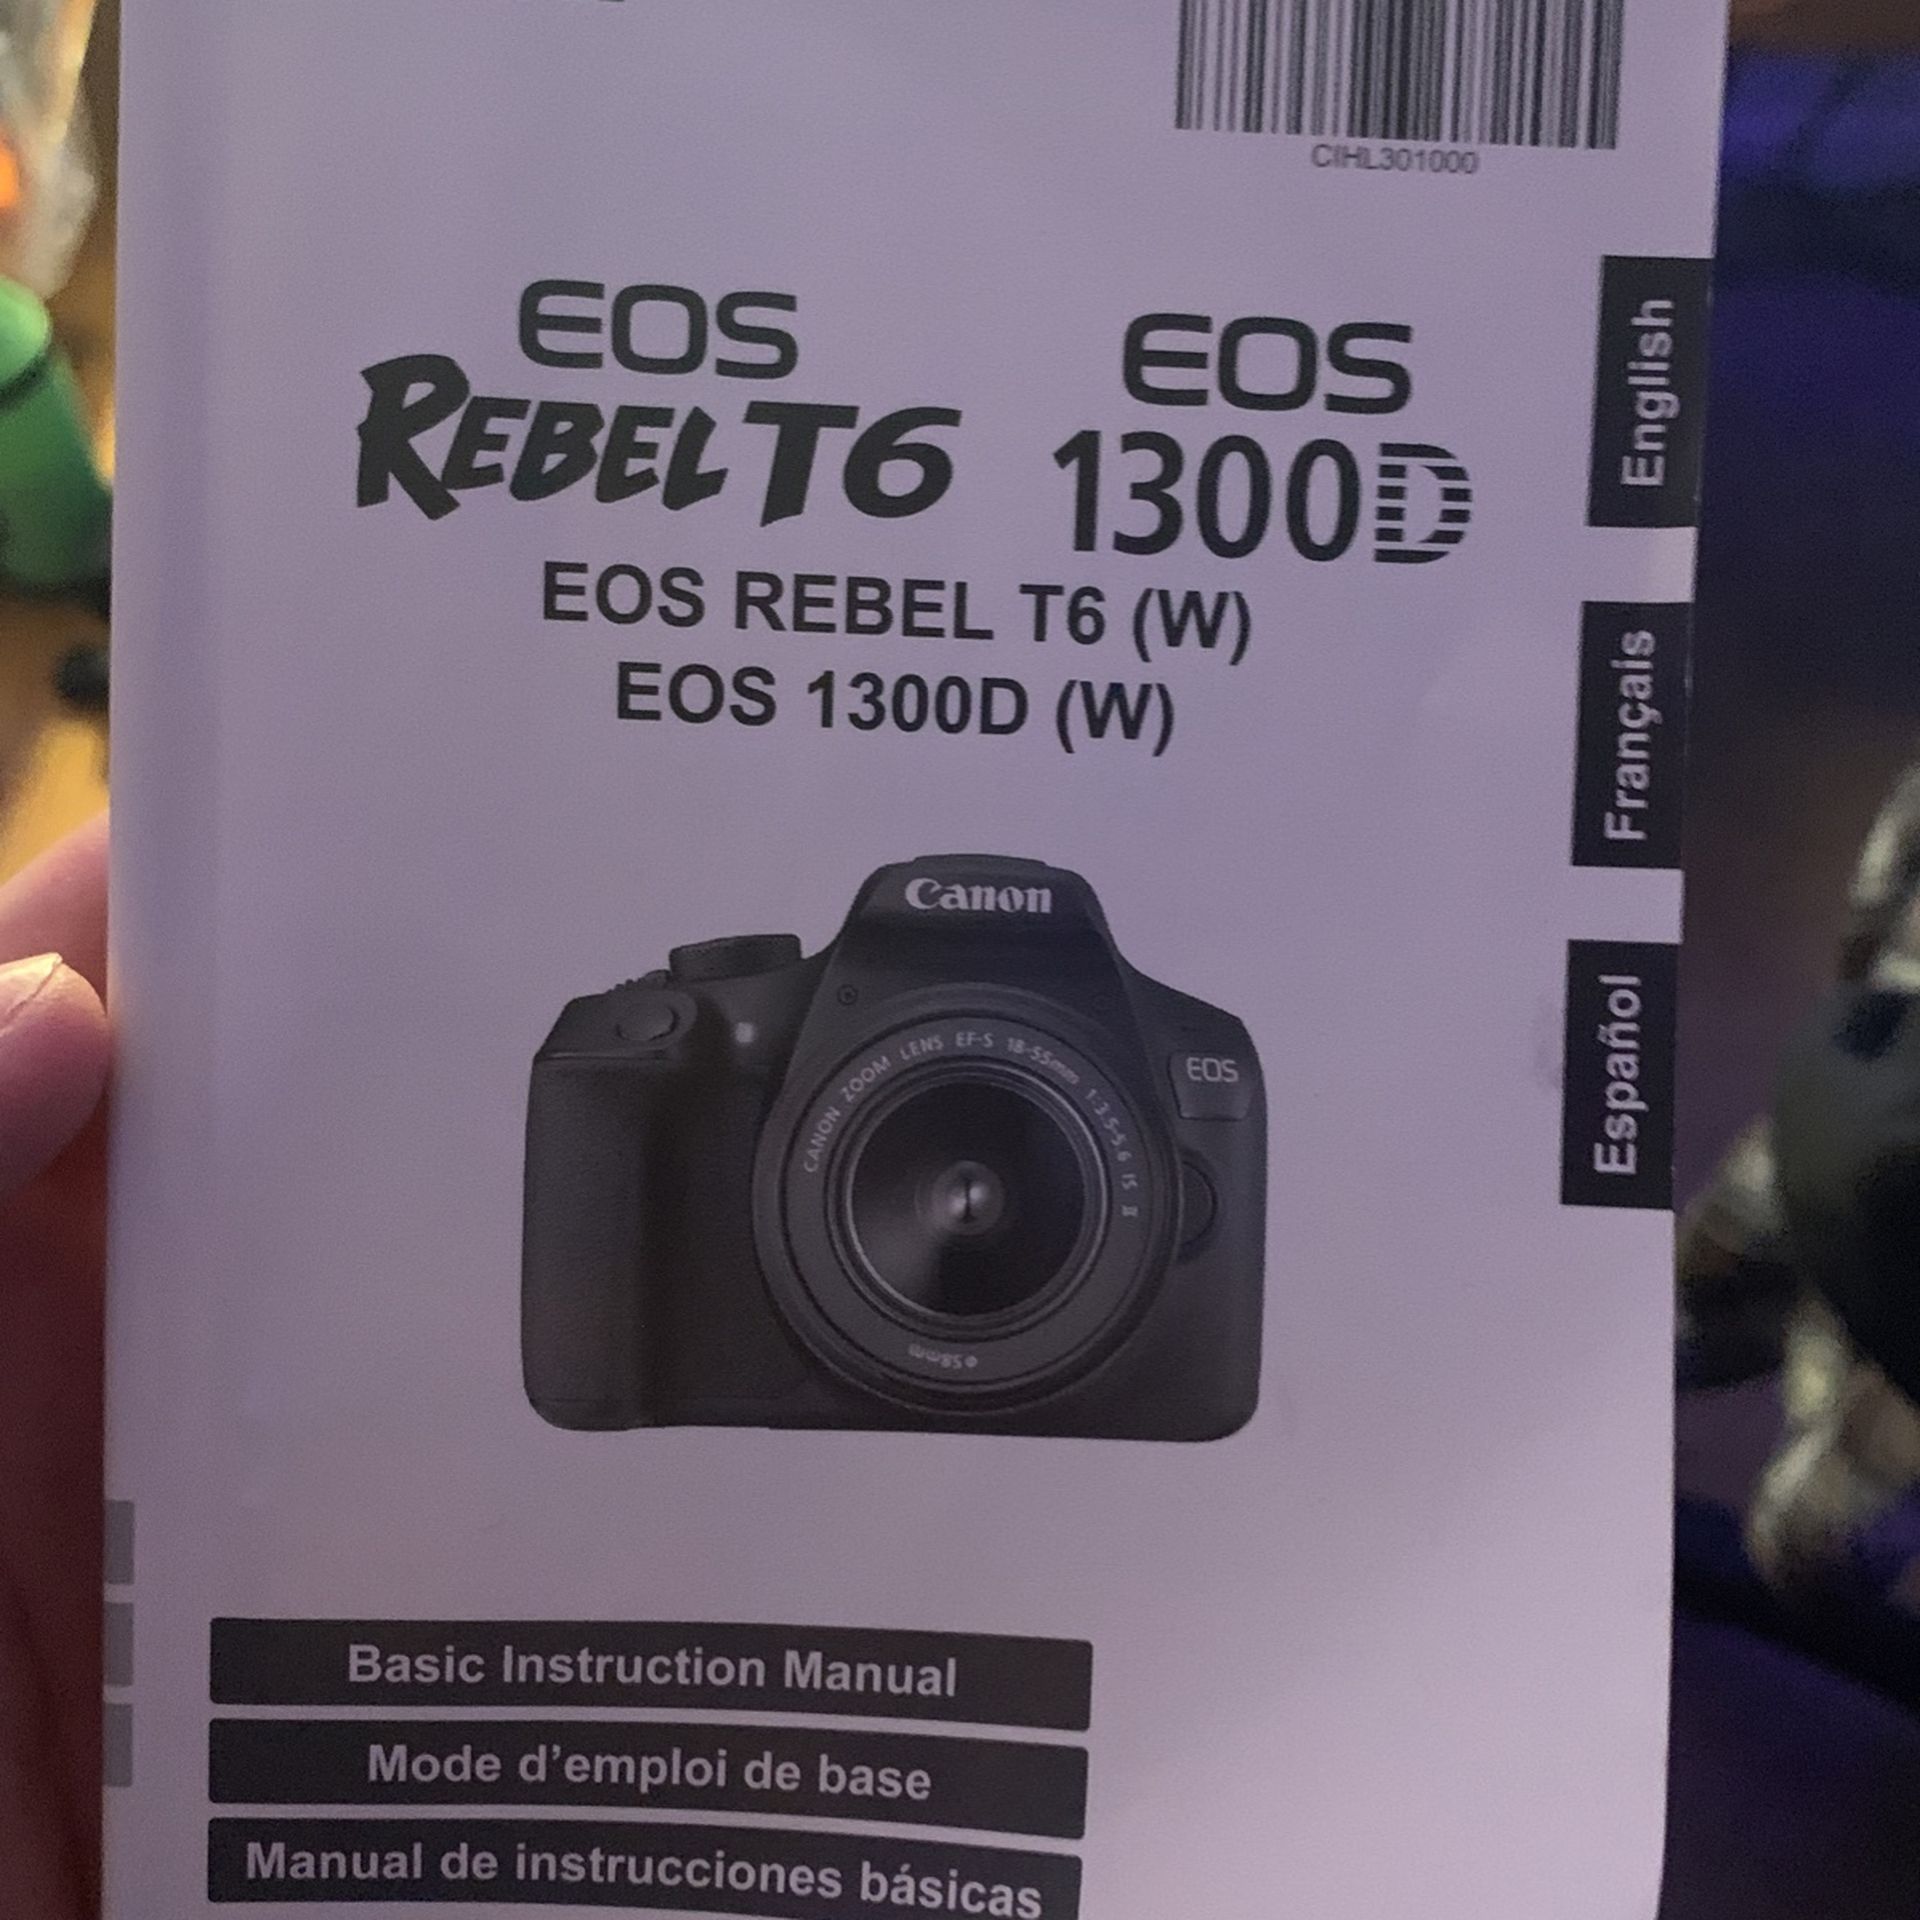 CIHL301000
EOS
REBEL T6
EOS
1300D
EOS REBEL T6 (W)
EOS 1300D (W)
English
Français
Español
Canon
EOS
CANON ZOOM LENS EF-S 18-55mm 1:3.5-5.6 IS II
ø58mm
Basic Instruction Manual
Mode d'emploi de base
Manual de instrucciones básicas